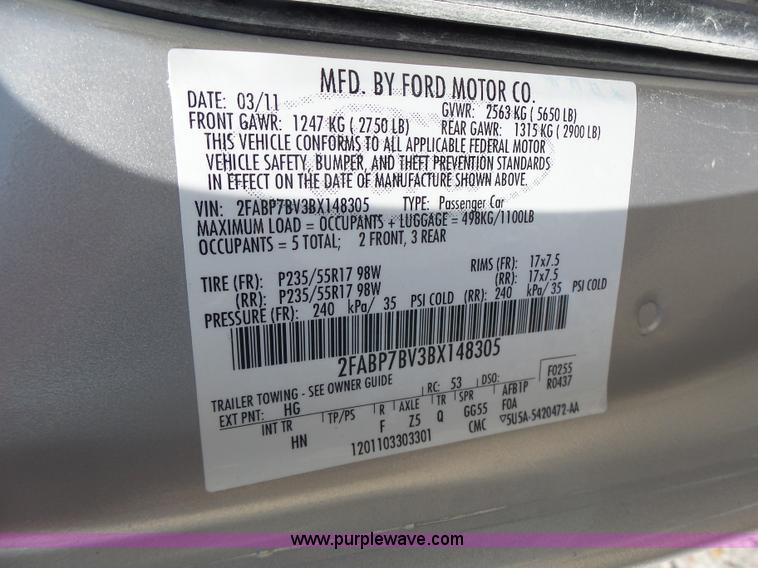 MFD. BY FORD MOTOR CO.
DATE: 03/11 GVWR: 2563 KG ( 5650 LB)
FRONT GAWR: 1247 KG ( 2750 LB) REAR GAWR: 1315 KG ( 2900 LB)
THIS VEHICLE CONFORMS TO ALL APPLICABLE FEDERAL MOTOR
VEHICLE SAFETY, BUMPER, AND THEFT PREVENTION STANDARDS
IN EFFECT ON THE DATE OF MANUFACTURE SHOWN ABOVE.
VIN: 2FABP7BV3BX148305 TYPE: Passenger Car
MAXIMUM LOAD = OCCUPANTS + LUGGAGE = 498KG/1100LB
OCCUPANTS = 5 TOTAL; 2 FRONT, 3 REAR
TIRE (FR): P235/55R17 98W RIMS (FR): 17x7.5
(RR): P235/55R17 98W (RR): 17x7.5
PRESSURE (FR): 240 kPa/ 35 PSI COLD (RR): 240 kPa/ 35 PSI COLD
2FABP7BV3BX148305
TRAILER TOWING - SEE OWNER GUIDE
EXT PNT: HG RC: 53 DSO: F0255
AFB1P R0437
INT TR TP/PS R AXLE TR SPR F0A
HN F Z5 Q GG55 CMC ▽5U5A-5420472-AA
1201103303301
www.purplewave.com